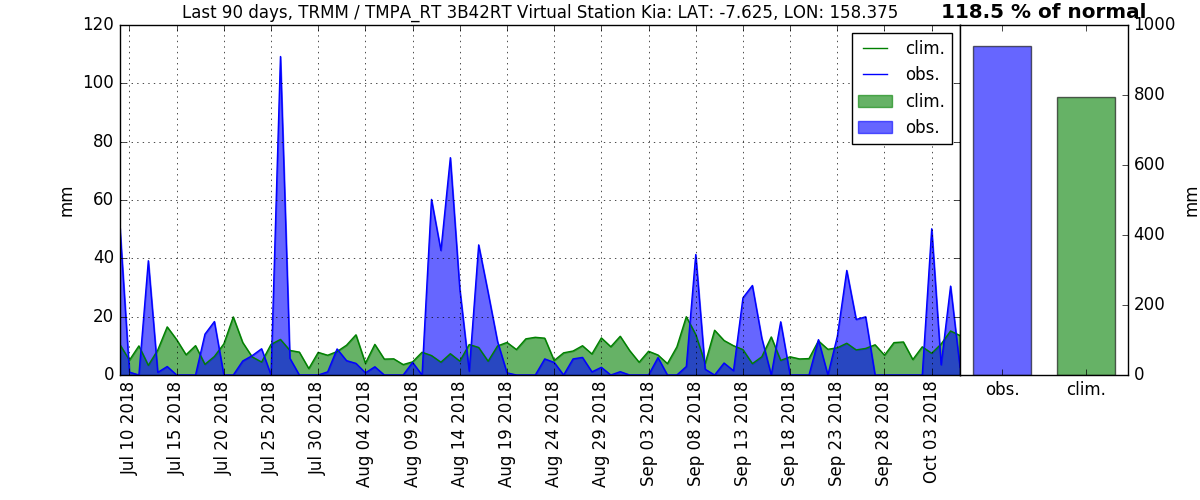 Last 90 days, TRMM / TMPA_RT 3B42RT Virtual Station Kia: LAT: -7.625, LON: 158.375
118.5 % of normal
120
100
80
60
40
20
0
mm
clim.
obs.
clim.
obs.
1000
800
600
400
200
0
mm
obs.
clim.
Jul 10 2018
Jul 15 2018
Jul 20 2018
Jul 25 2018
Jul 30 2018
Aug 04 2018
Aug 09 2018
Aug 14 2018
Aug 19 2018
Aug 24 2018
Aug 29 2018
Sep 03 2018
Sep 08 2018
Sep 13 2018
Sep 18 2018
Sep 23 2018
Sep 28 2018
Oct 03 2018